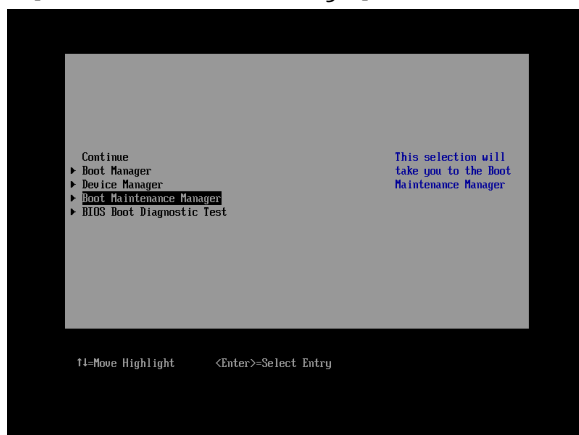 Continue
▶ Boot Manager
▶ Device Manager
▶ Boot Maintenance Manager
▶ BIOS Boot Diagnostic Test
This selection will
take you to the Boot
Maintenance Manager
↑↓=Move Highlight <Enter>=Select Entry